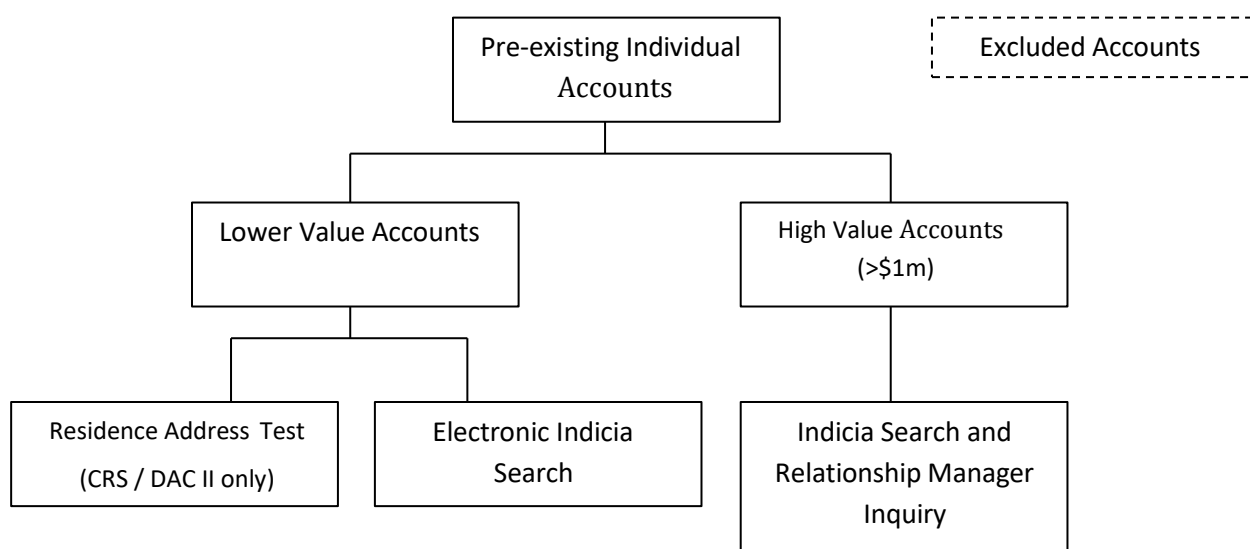 Pre-existing Individual
Accounts
Excluded Accounts
Lower Value Accounts
High Value Accounts
(>$1m)
Residence Address Test
(CRS / DAC II only)
Electronic Indicia
Search
Indicia Search and
Relationship Manager
Inquiry